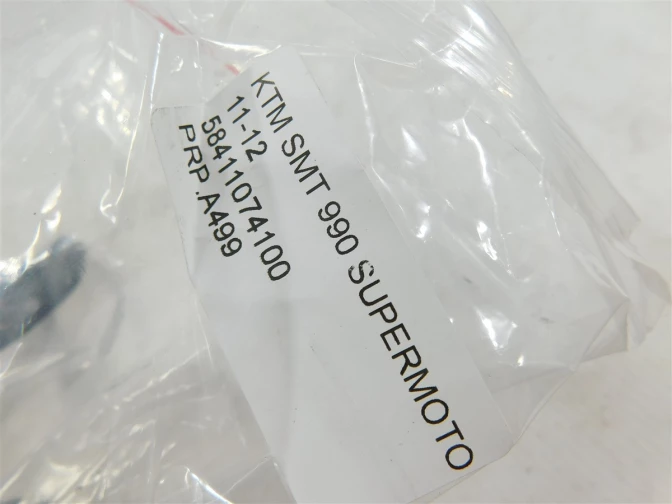 KTM SMT 990 SUPERMOTO
11-12
58411074100
PRP .A499